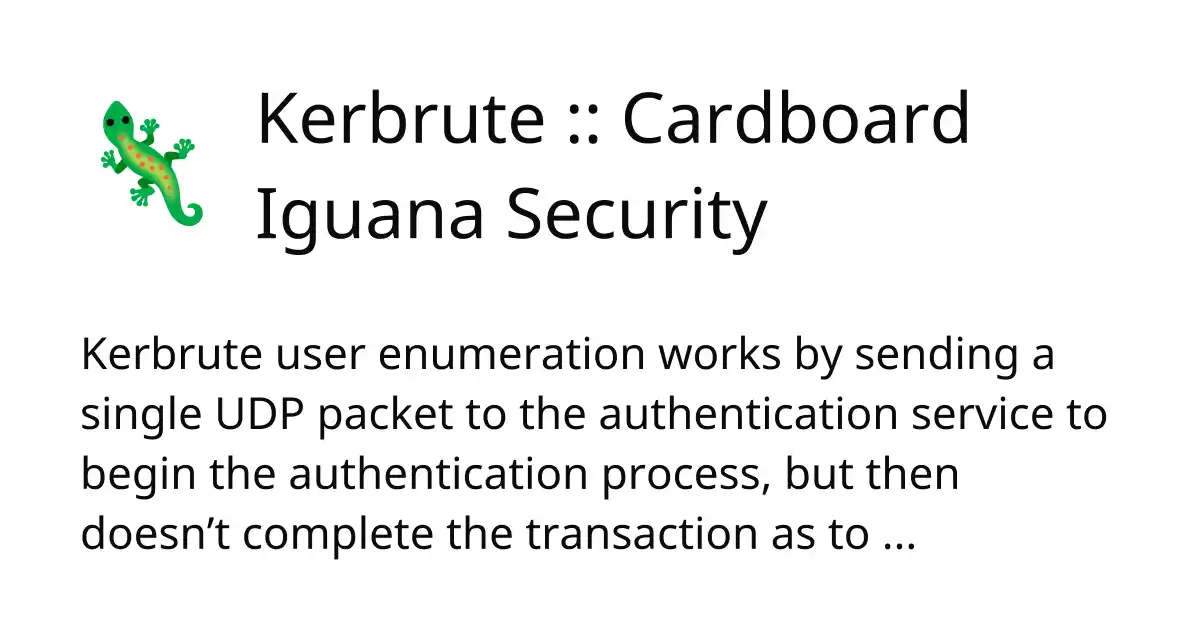 Kerbrute :: Cardboard
Iguana Security
Kerbrute user enumeration works by sending a
single UDP packet to the authentication service to
begin the authentication process, but then
doesn’t complete the transaction as to ...